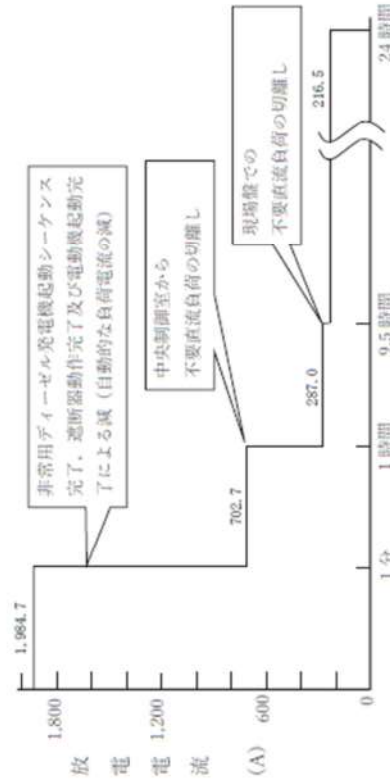 1,984.7
非常用ディーゼル発電機起動シーケンス
完了，遮断器動作完了及び電動機起動完
了による減（自動的な負荷電流の減）
1,800
放
電
電
流
(A)
1,200
702.7
中央制御室から
不要直流負荷の切離し
600
287.0
現場盤での
不要直流負荷の切離し
216.5
0
1分
1時間
9.5時間
24時間